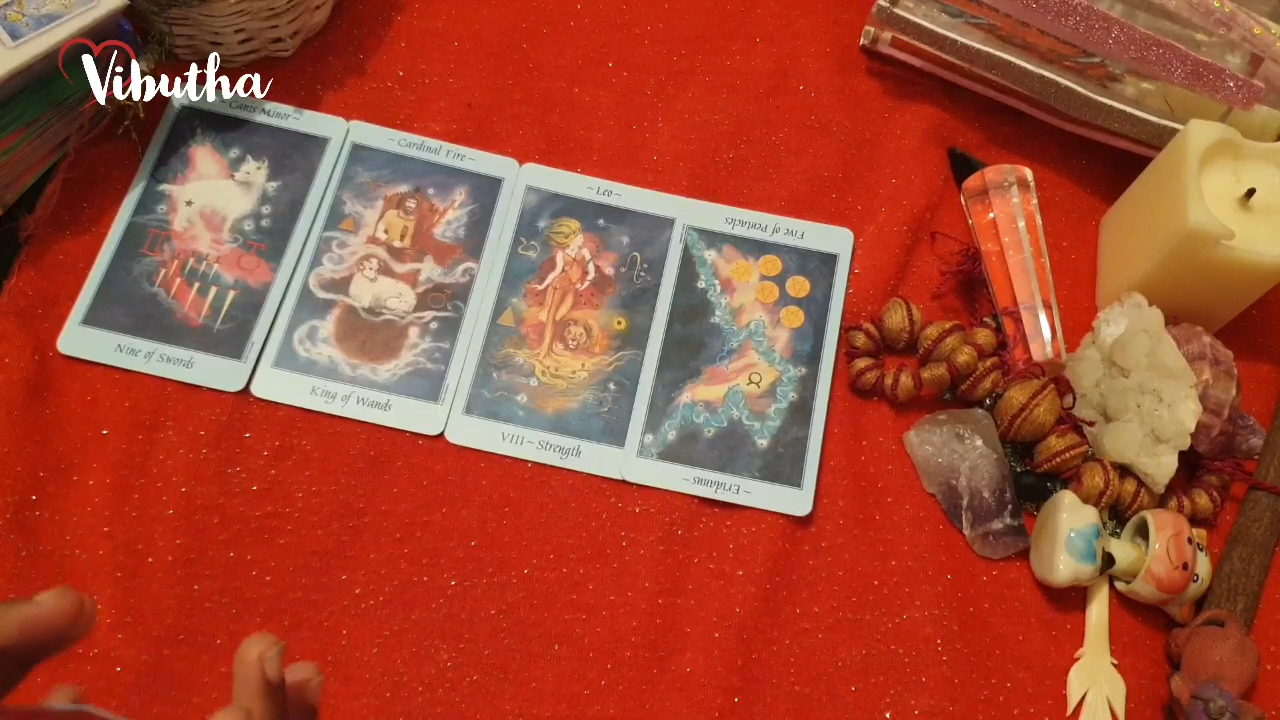 Vibutha
~ Canis Minor ~
~ Cardinal Fire ~
~ Leo ~
Five of Pentacles
Nine of Swords
King of Wands
VIII ~ Strength
~ Eridanus ~